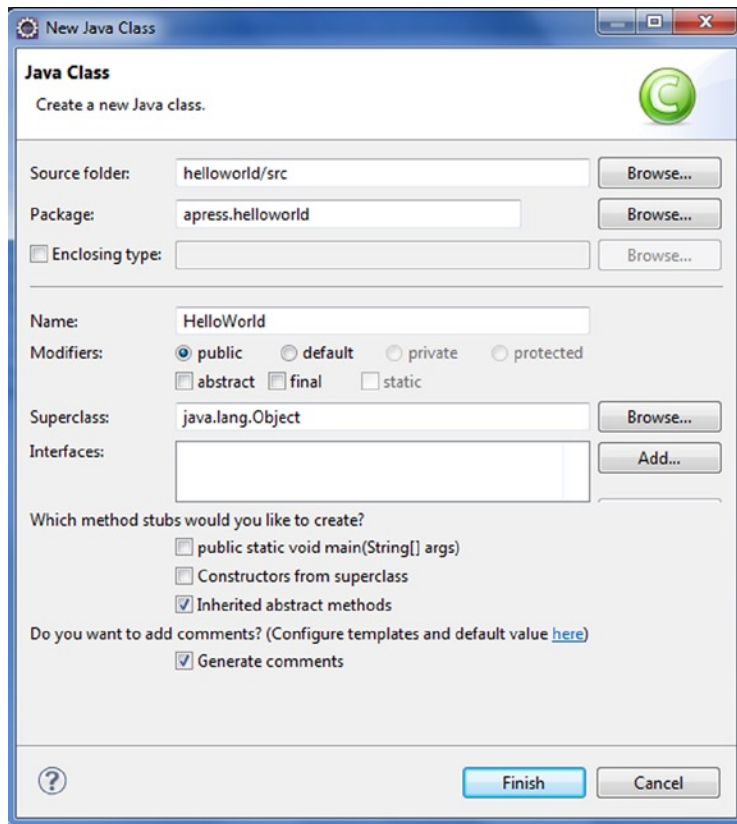 New Java Class
Java Class
Create a new Java class.
Source folder: helloworld/src Browse...
Package: apress.helloworld Browse...
Enclosing type: Browse...
Name: HelloWorld
Modifiers: public default private protected
abstract final static
Superclass: java.lang.Object Browse...
Interfaces: Add...
Which method stubs would you like to create?
public static void main(String[] args)
Constructors from superclass
Inherited abstract methods
Do you want to add comments? (Configure templates and default value here)
Generate comments
Finish Cancel